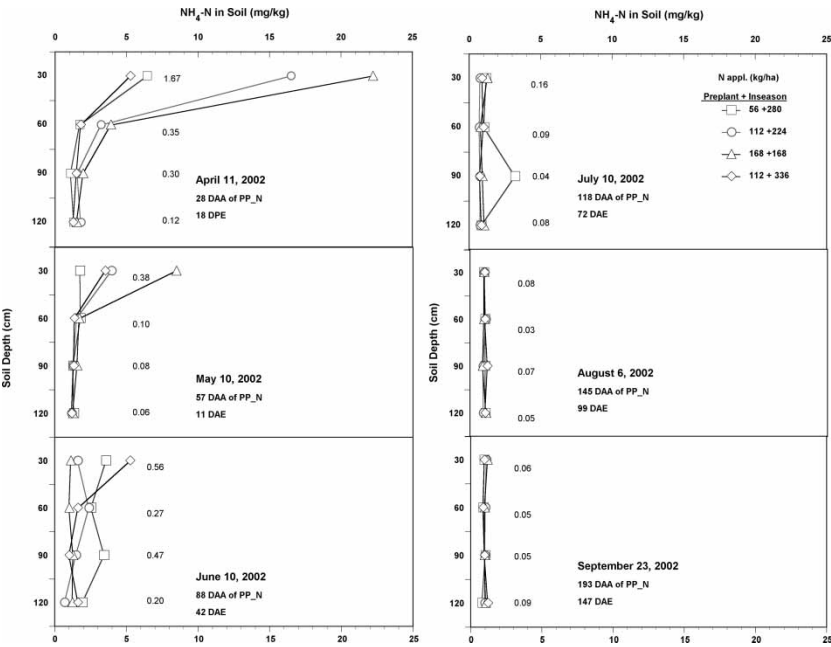 NH4-N in Soil (mg/kg)
0 5 10 15 20 25
30
60
90
120
1.67
0.35
0.30
0.12
April 11, 2002
28 DAA of PP_N
18 DPE
30
60
90
120
0.38
0.10
0.08
0.06
May 10, 2002
57 DAA of PP_N
11 DAE
30
60
90
120
0.56
0.27
0.47
0.20
June 10, 2002
88 DAA of PP_N
42 DAE
0 5 10 15 20 25
Soil Depth (cm)
NH4-N in Soil (mg/kg)
0 5 10 15 20 25
30
60
90
120
0.16
0.09
0.04
0.08
N appl. (kg/ha)
Preplant + Inseason
56 +280
112 +224
168 +168
112 + 336
July 10, 2002
118 DAA of PP_N
72 DAE
30
60
90
120
0.08
0.03
0.07
0.05
August 6, 2002
145 DAA of PP_N
99 DAE
30
60
90
120
0.06
0.05
0.05
0.09
September 23, 2002
193 DAA of PP_N
147 DAE
0 5 10 15 20 25
Soil Depth (cm)